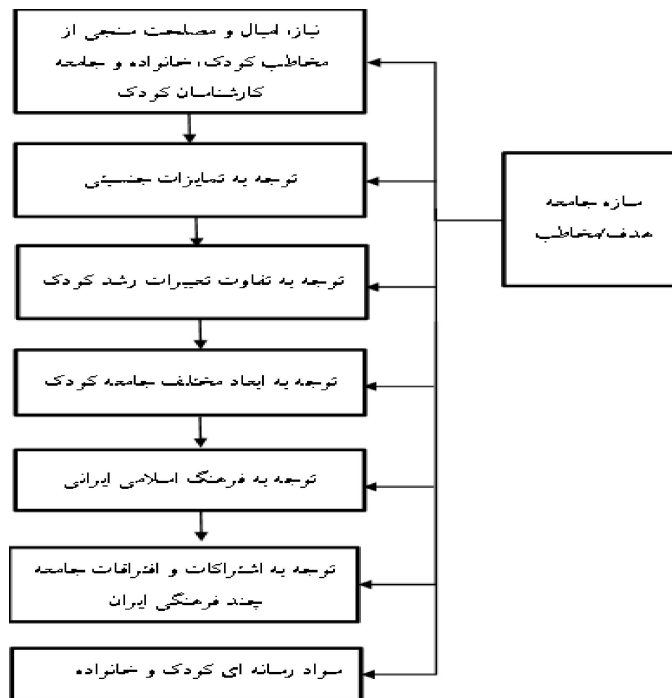 نیاز، امیال و مصلحت سنجی از
مخاطب کودک، خانواده و جامعه
کارشناسان کودک
توجه به تمایزات جنسیتی
سازه جامعه
هدف/مخاطب
توجه به تفاوت تغییرات رشد کودک
توجه به ابعاد مختلف جامعه کودک
توجه به فرهنگ اسلامی ایرانی
توجه به اشتراکات و افتراقات جامعه
چند فرهنگی ایران
سواد رسانه ای کودک و خانواده